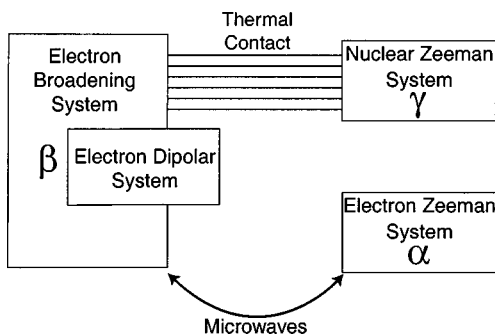 Thermal
Contact
Electron
Broadening
System
Nuclear Zeeman
System
γ
β
Electron Dipolar
System
Electron Zeeman
System
α
Microwaves